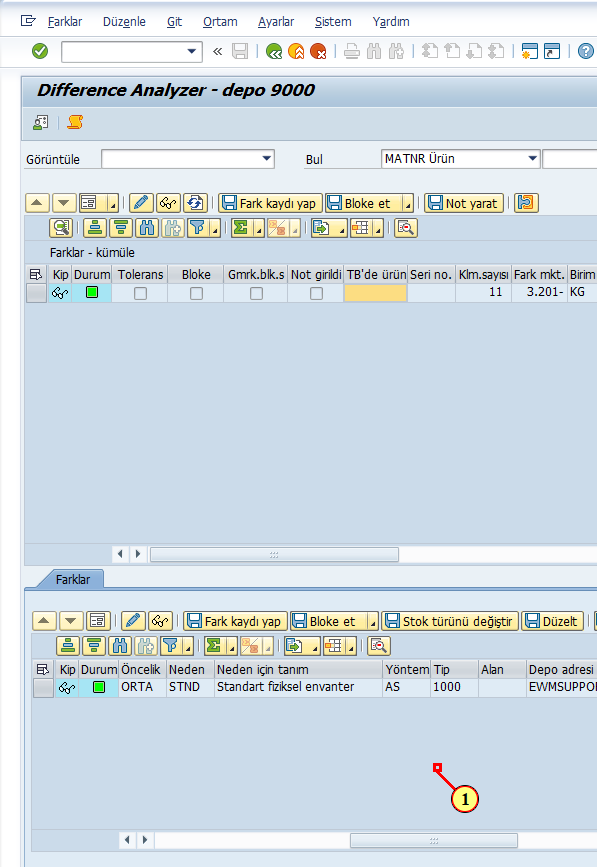 Farklar Düzenle Git Ortam Ayarlar Sistem Yardım
Difference Analyzer - depo 9000
Görüntüle Bul MATNR Ürün
Fark kaydı yap Bloke et Not yarat
Farklar - kümüle
Kip Durum Tolerans Bloke Gmrk.blk.s Not girildi TB'de ürün Seri no. Klm.sayısı Fark mkt. Birim
11 3.201- KG
Farklar
Fark kaydı yap Bloke et Stok türünü değiştir Düzelt
Kip Durum Öncelik Neden Neden için tanım Yöntem Tip Alan Depo adresi
ORTA STND Standart fiziksel envanter AS 1000 EWMSUPPO
1